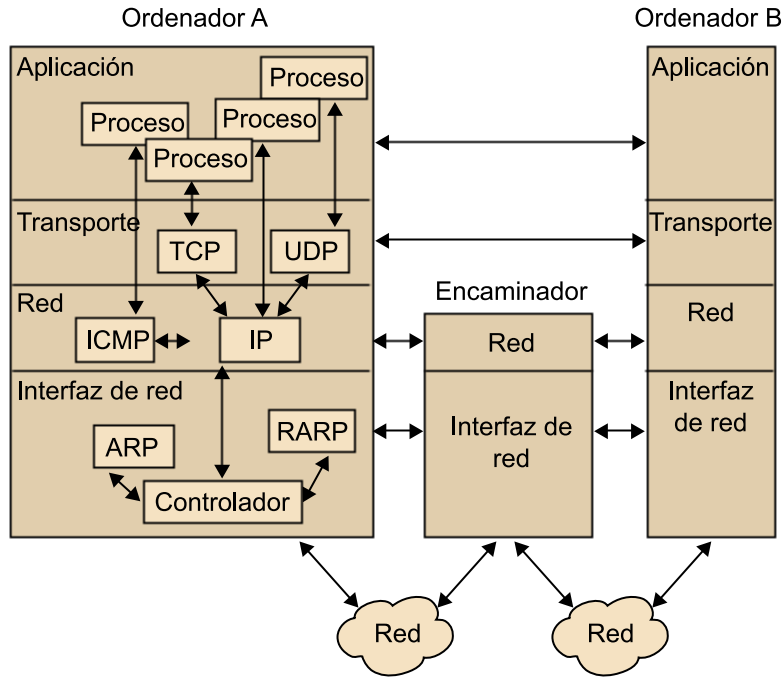 Ordenador A
Ordenador B
Aplicación
Proceso
Proceso
Proceso
Proceso
Aplicación
Transporte
TCP
UDP
Transporte
Encaminador
Red
ICMP
IP
Red
Red
Interfaz de red
ARP
RARP
Controlador
Interfaz de
red
Interfaz
de red
Red
Red